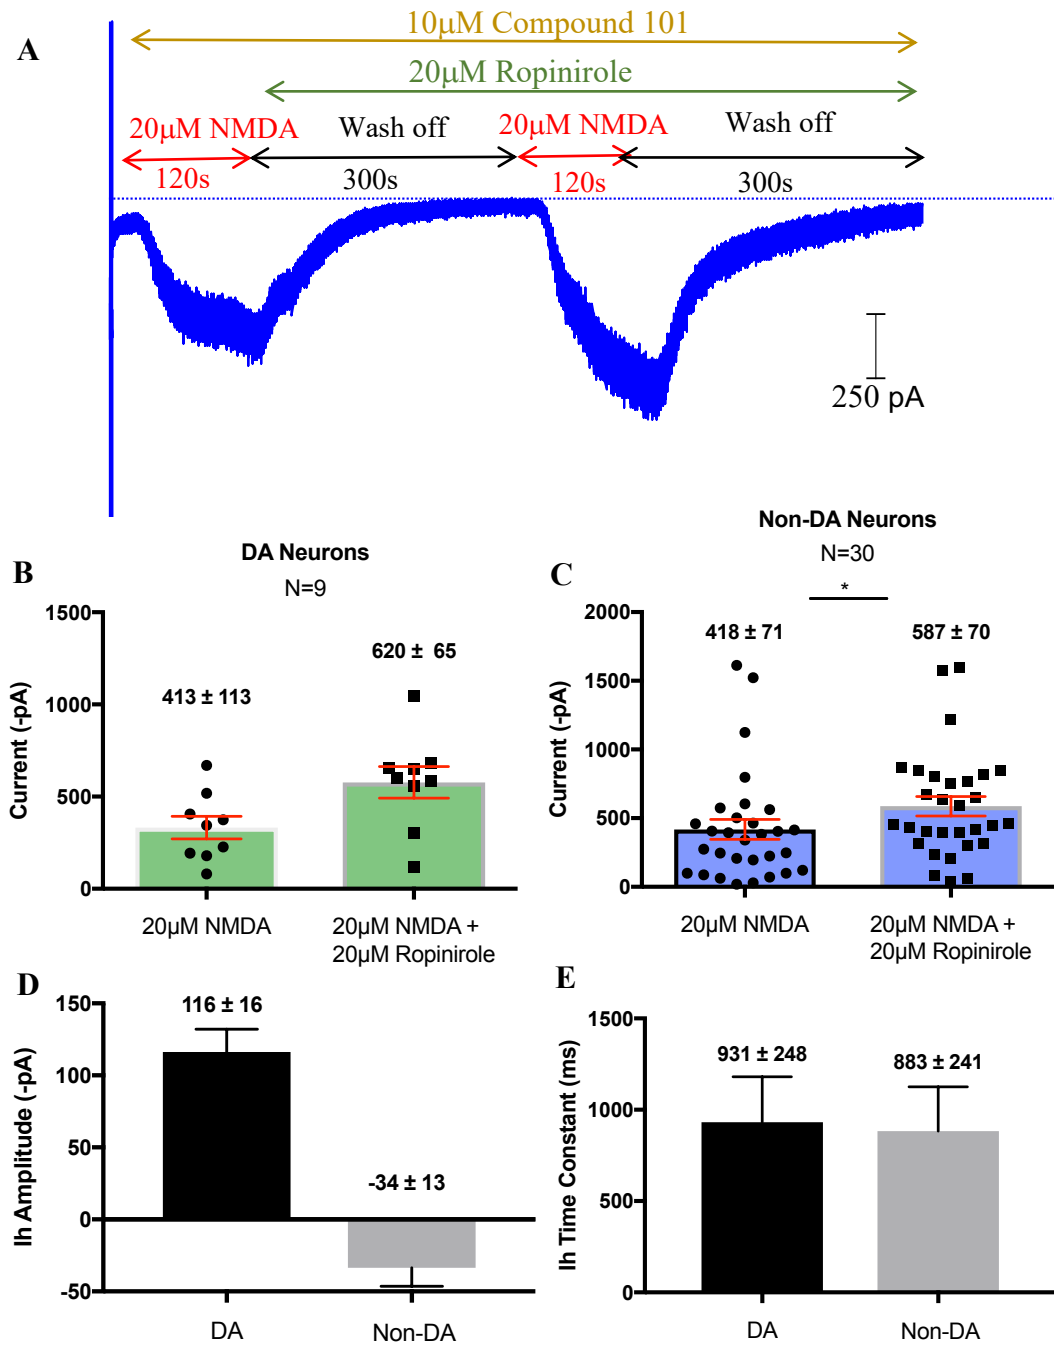 A
10µM Compound 101
20µM Ropinirole
20µM NMDA
Wash off
20µM NMDA
Wash off
120s
300s
120s
300s
250 pA
B
DA Neurons
N=9
Current (-pA)
1500
1000
500
0
413 ± 113
620 ± 65
20µM NMDA
20µM NMDA +
20µM Ropinirole
C
Non-DA Neurons
N=30
*
Current (-pA)
2000
1500
1000
500
0
418 ± 71
587 ± 70
20µM NMDA
20µM NMDA +
20µM Ropinirole
D
Ih Amplitude (-pA)
150
100
50
0
-50
116 ± 16
-34 ± 13
DA
Non-DA
E
Ih Time Constant (ms)
1500
1000
500
0
931 ± 248
883 ± 241
DA
Non-DA